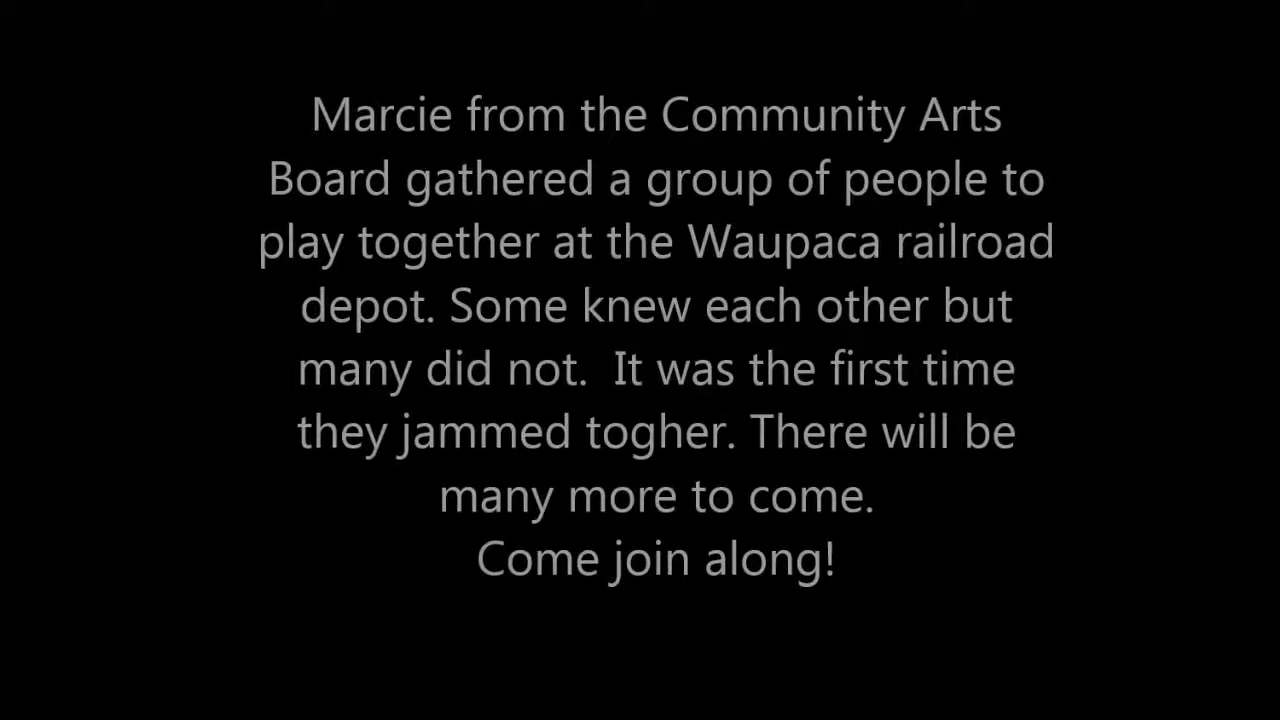 Marcie from the Community Arts
Board gathered a group of people to
play together at the Waupaca railroad
depot. Some knew each other but
many did not.  It was the first time
they jammed togher. There will be
many more to come.
Come join along!